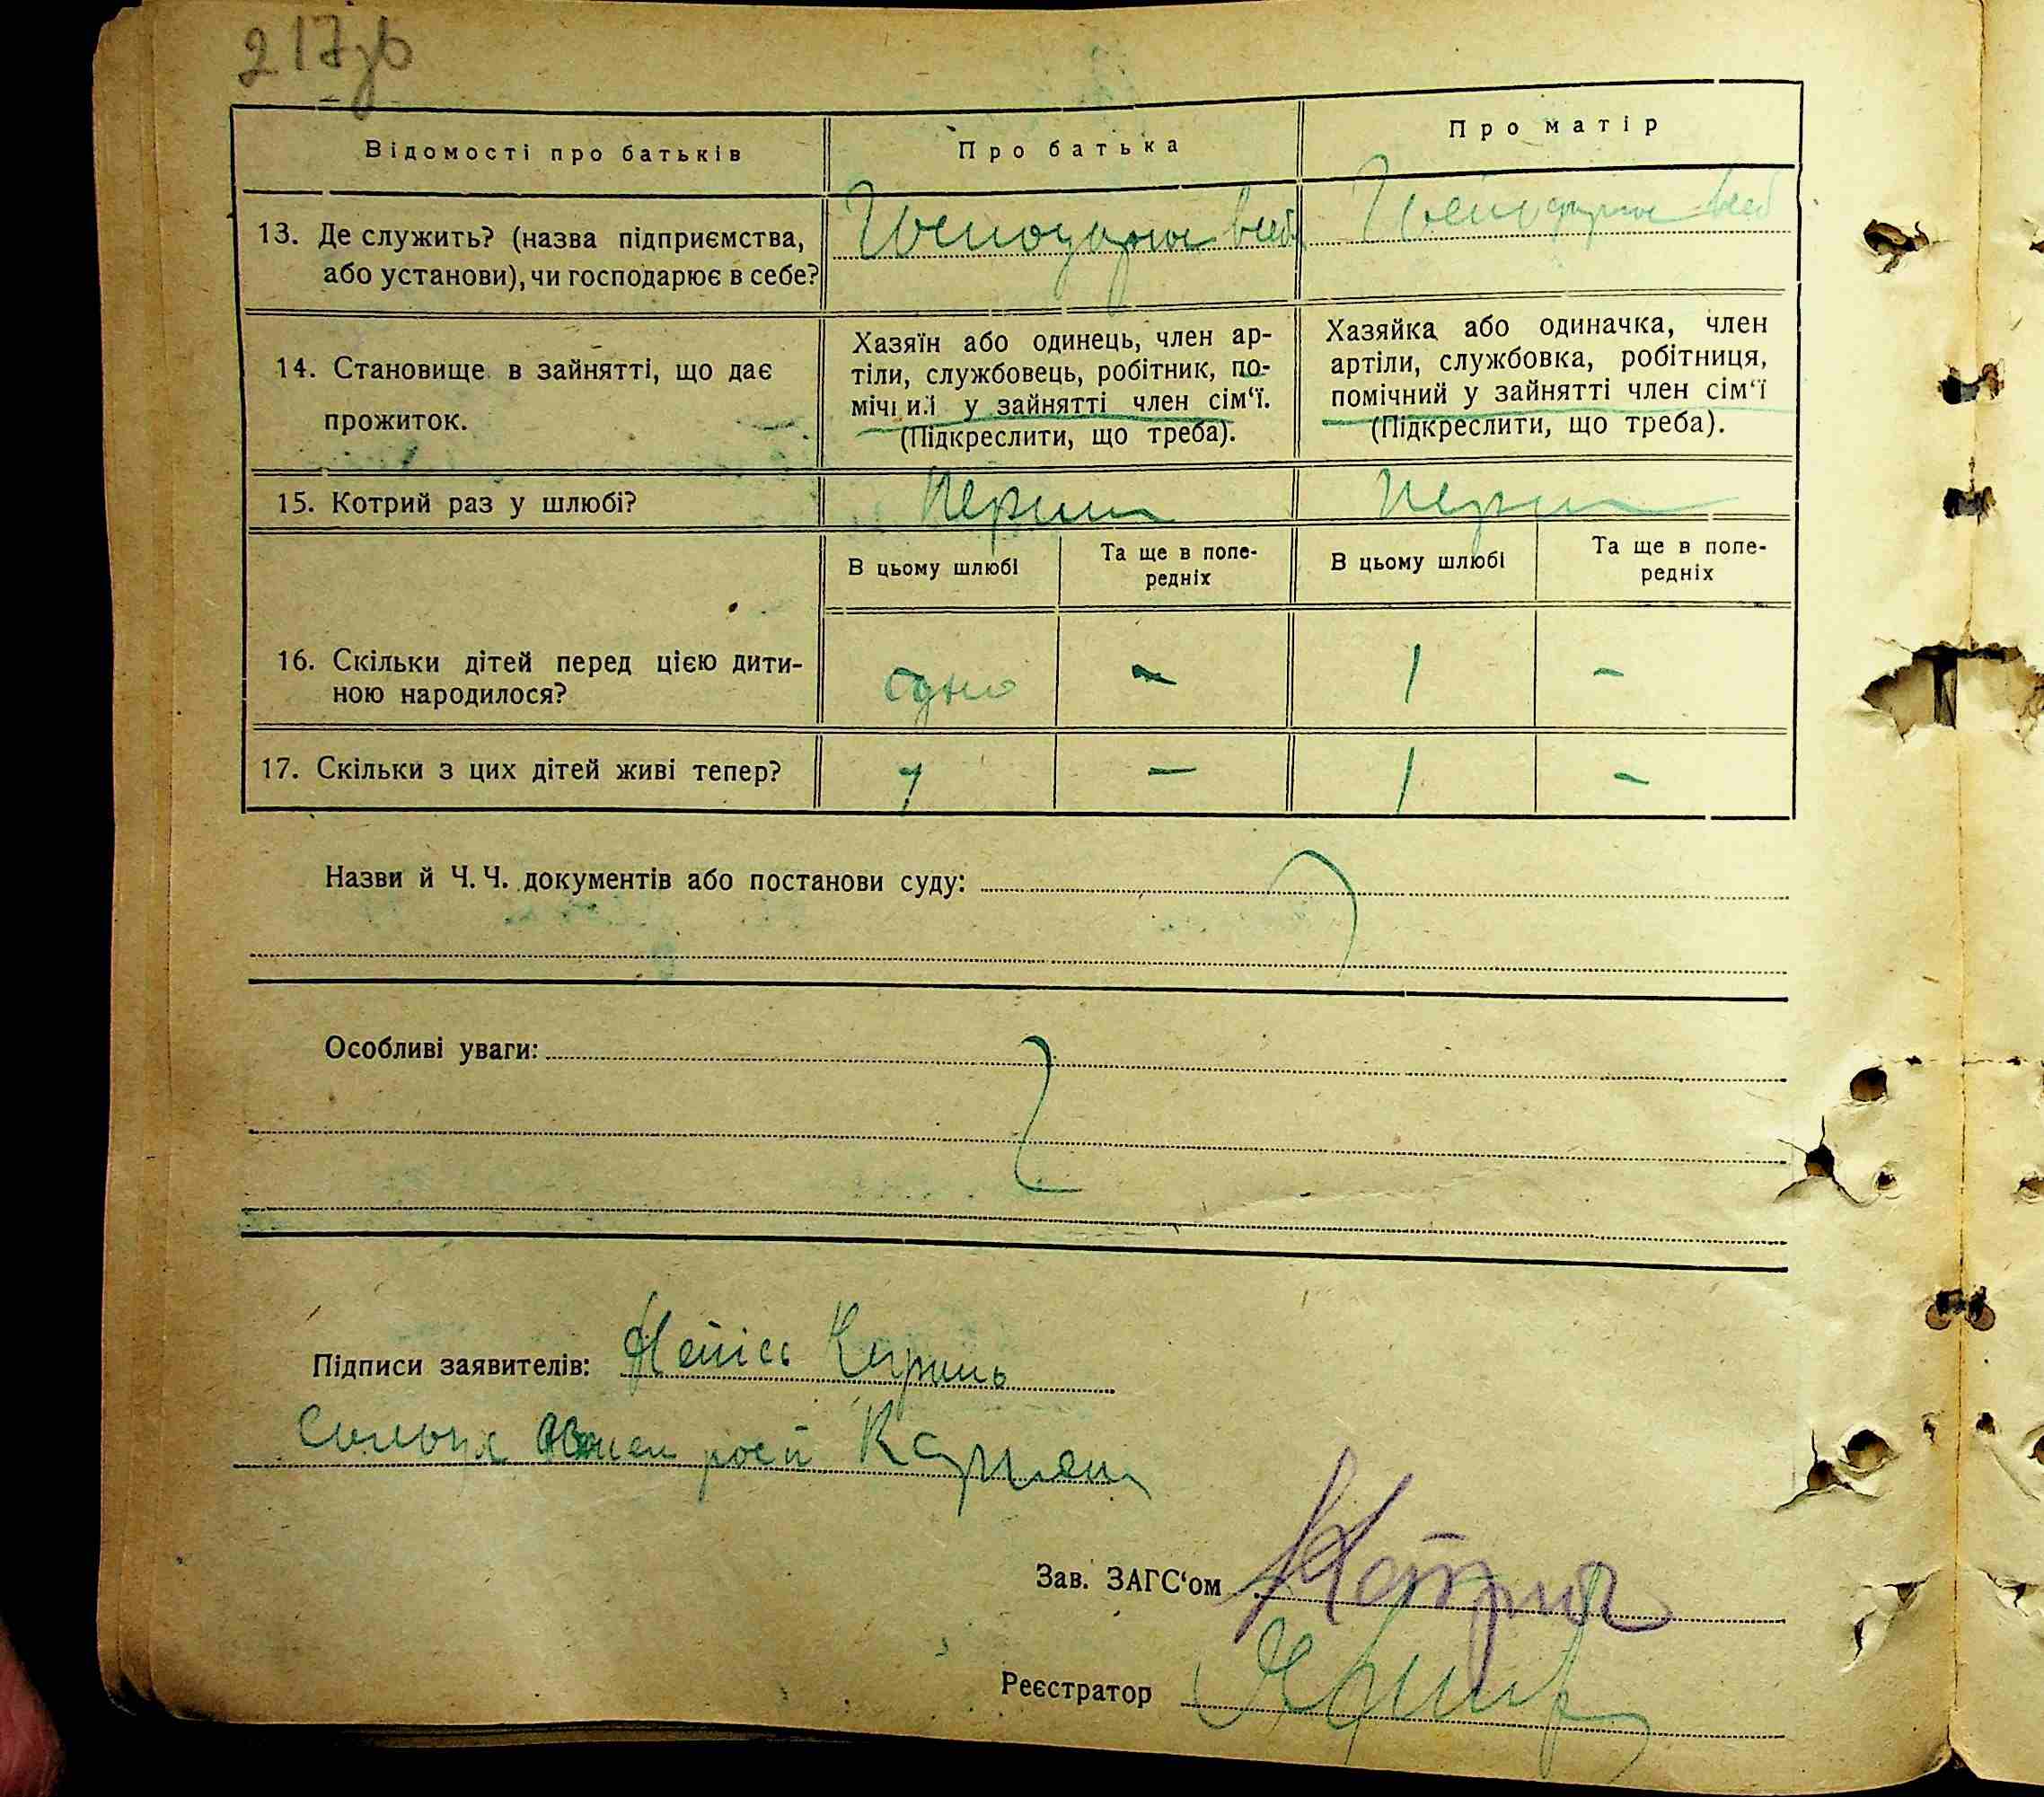 217зв
Відомості про батьків
Про батька
Про матір
13. Де служить? (назва підприємства,
або установи), чи господарює в себе?
Господарює в себе
Господарює в себе
14. Становище в зайнятті, що дає
прожиток.
Хазяїн або одинець, член ар-
тіли, службовець, робітник, по-
мічний у зайнятті член сім‘ї.
(Підкреслити, що треба).
Хазяйка або одиначка, член
артіли, службовка, робітниця,
помічний у зайнятті член сім‘ї
(Підкреслити, що треба).
15. Котрий раз у шлюбі?
Перший
В цьому шлюбі
Та ще в попе-
редніх
В цьому шлюбі
Та ще в попе-
редніх
16. Скільки дітей перед цією дити-
ною народилося?
одно
-
1
-
17. Скільки з цих дітей живі тепер?
1
-
1
-
Назви й Ч. Ч. документів або постанови суду:
Особливі уваги:
Підписи заявителів:
Зав. ЗАГС‘ом
Реєстратор